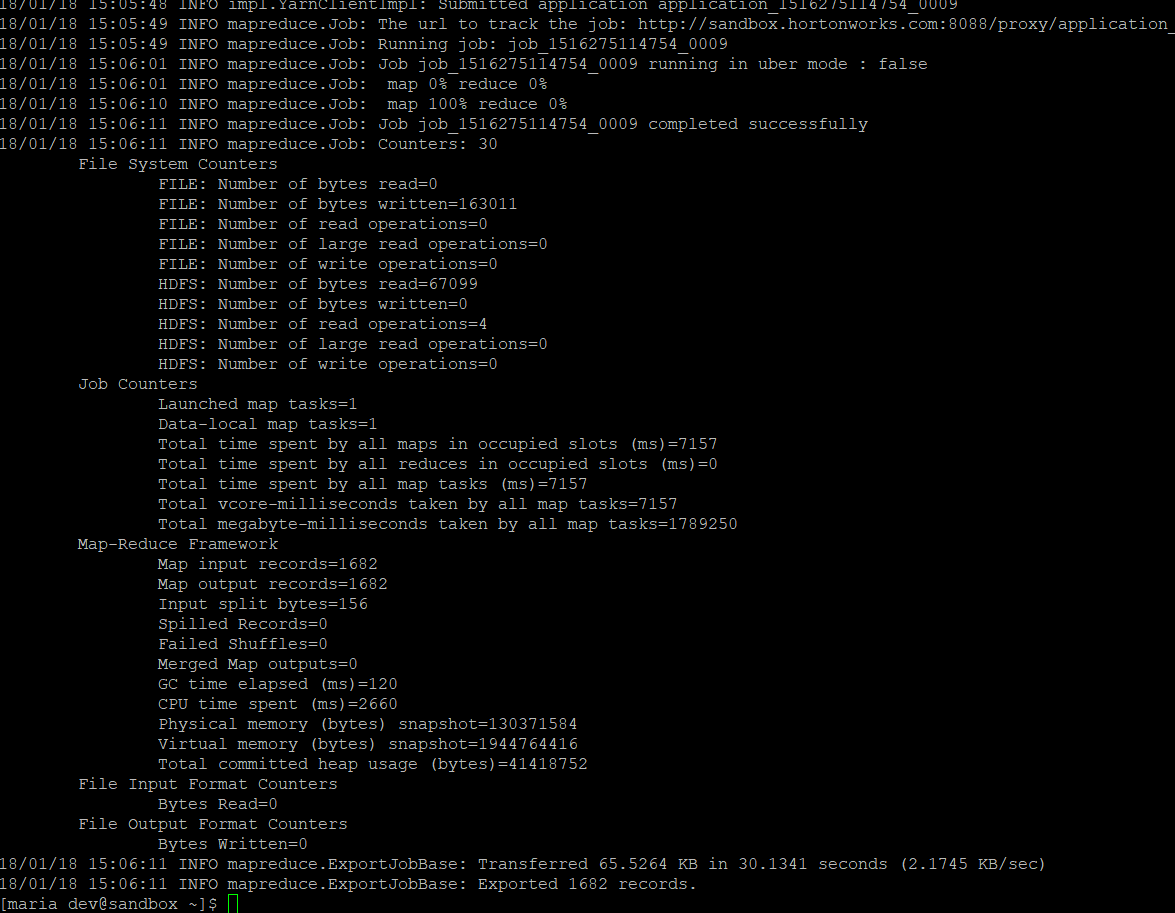 18/01/18 15:05:48 INFO impl.YarnClientImpl: Submitted application application_1516275114754_0009
18/01/18 15:05:49 INFO mapreduce.Job: The url to track the job: http://sandbox.hortonworks.com:8088/proxy/application_
18/01/18 15:05:49 INFO mapreduce.Job: Running job: job_1516275114754_0009
18/01/18 15:06:01 INFO mapreduce.Job: Job job_1516275114754_0009 running in uber mode : false
18/01/18 15:06:01 INFO mapreduce.Job:  map 0% reduce 0%
18/01/18 15:06:10 INFO mapreduce.Job:  map 100% reduce 0%
18/01/18 15:06:11 INFO mapreduce.Job: Job job_1516275114754_0009 completed successfully
18/01/18 15:06:11 INFO mapreduce.Job: Counters: 30
File System Counters
FILE: Number of bytes read=0
FILE: Number of bytes written=163011
FILE: Number of read operations=0
FILE: Number of large read operations=0
FILE: Number of write operations=0
HDFS: Number of bytes read=67099
HDFS: Number of bytes written=0
HDFS: Number of read operations=4
HDFS: Number of large read operations=0
HDFS: Number of write operations=0
Job Counters
Launched map tasks=1
Data-local map tasks=1
Total time spent by all maps in occupied slots (ms)=7157
Total time spent by all reduces in occupied slots (ms)=0
Total time spent by all map tasks (ms)=7157
Total vcore-milliseconds taken by all map tasks=7157
Total megabyte-milliseconds taken by all map tasks=1789250
Map-Reduce Framework
Map input records=1682
Map output records=1682
Input split bytes=156
Spilled Records=0
Failed Shuffles=0
Merged Map outputs=0
GC time elapsed (ms)=120
CPU time spent (ms)=2660
Physical memory (bytes) snapshot=130371584
Virtual memory (bytes) snapshot=1944764416
Total committed heap usage (bytes)=41418752
File Input Format Counters
Bytes Read=0
File Output Format Counters
Bytes Written=0
18/01/18 15:06:11 INFO mapreduce.ExportJobBase: Transferred 65.5264 KB in 30.1341 seconds (2.1745 KB/sec)
18/01/18 15:06:11 INFO mapreduce.ExportJobBase: Exported 1682 records.
[maria_dev@sandbox ~]$